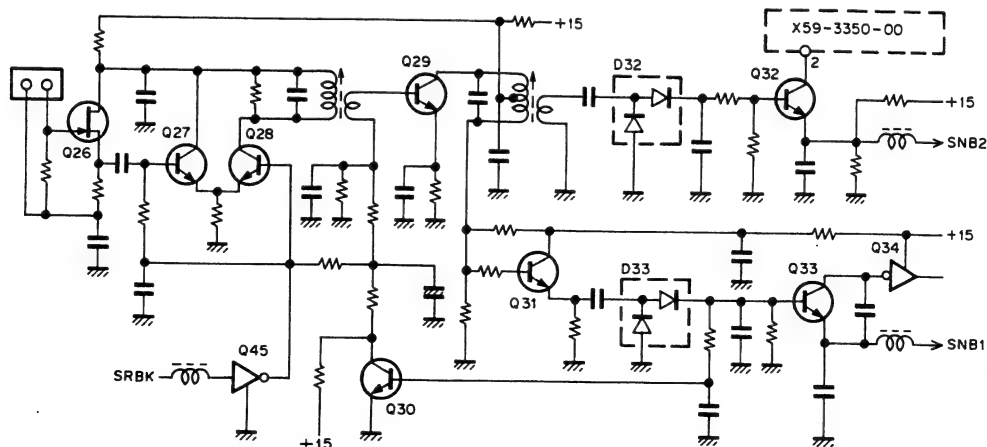 +15
X59-3350-00
2
Q29
D32
Q32
+15
Q27
Q28
Q26
SNB2
+15
Q34
D33
Q33
Q31
Q45
SRBK
SNB1
Q30
+15